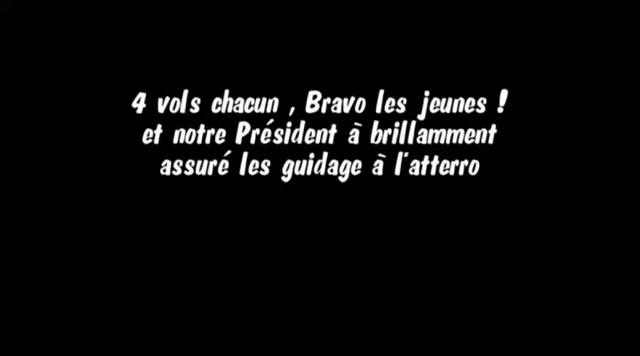 4 vols chacun , Bravo les jeunes !
et notre Président à brillamment
assuré les guidage à l'atterro